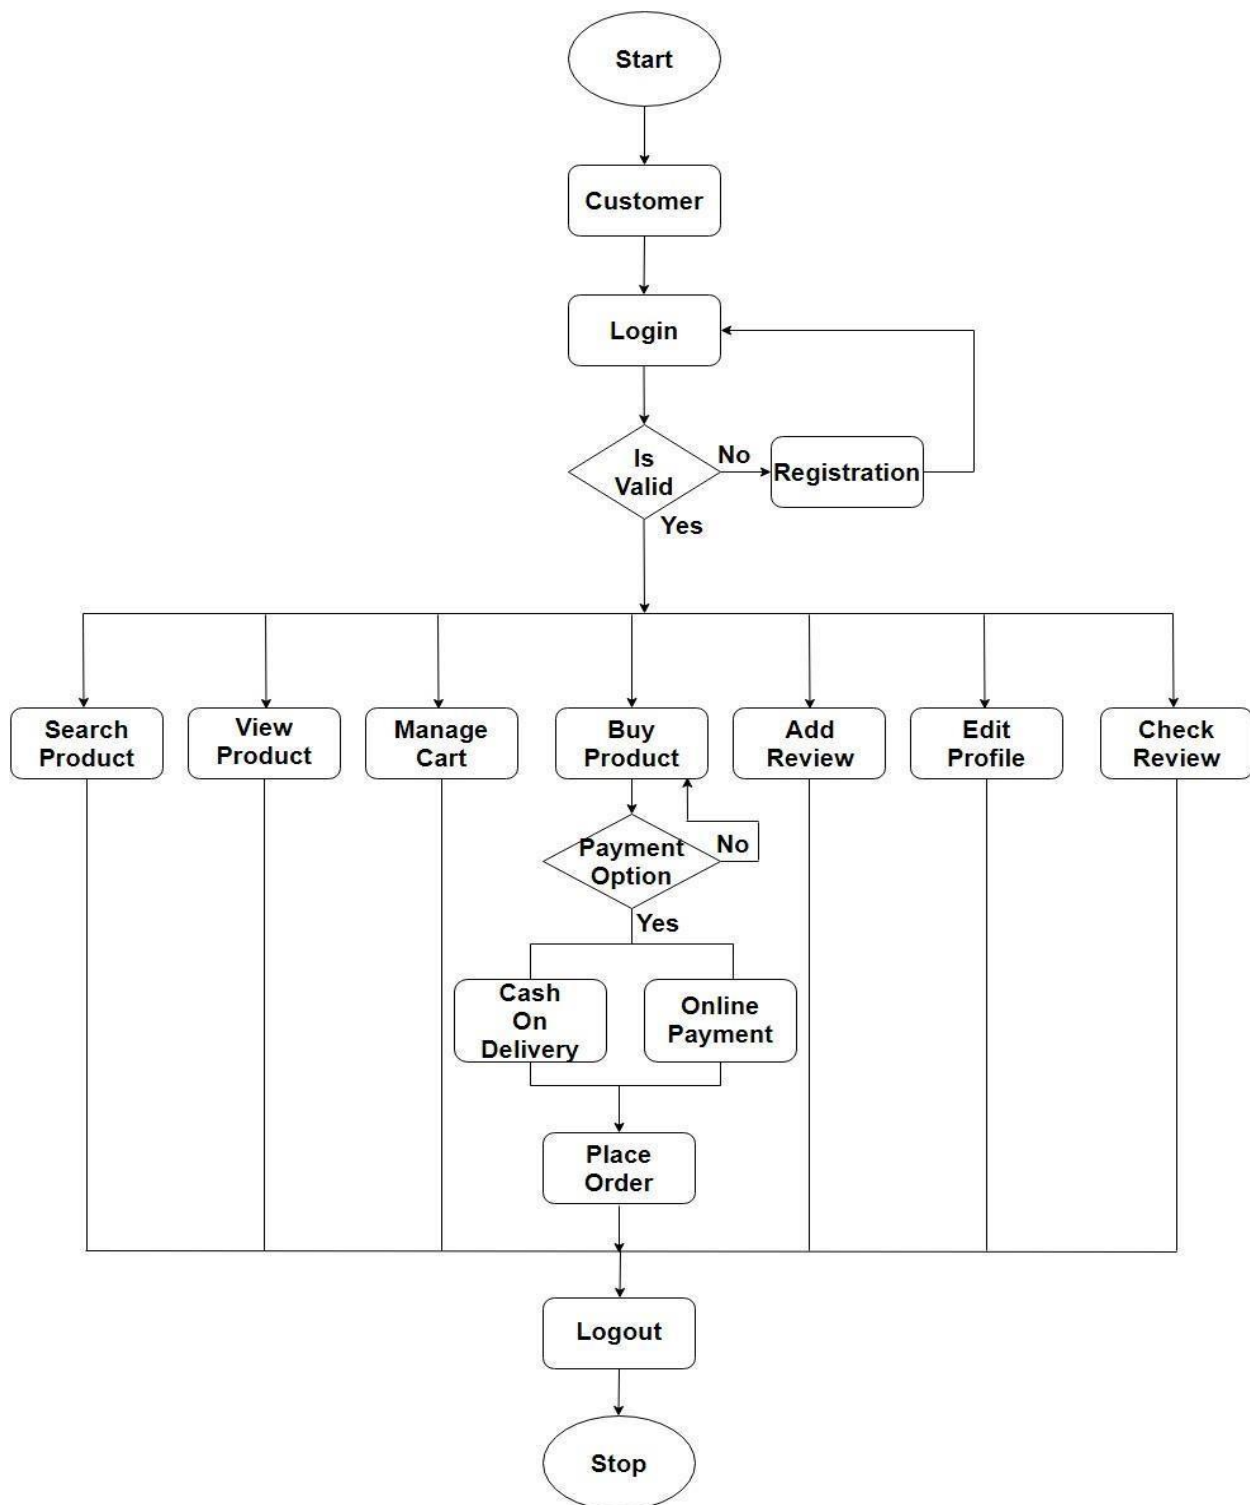 Start
Customer
Login
Is
Valid
No
Registration
Yes
Search
Product
View
Product
Manage
Cart
Buy
Product
Add
Review
Edit
Profile
Check
Review
Payment
Option
No
Yes
Cash
On
Delivery
Online
Payment
Place
Order
Logout
Stop